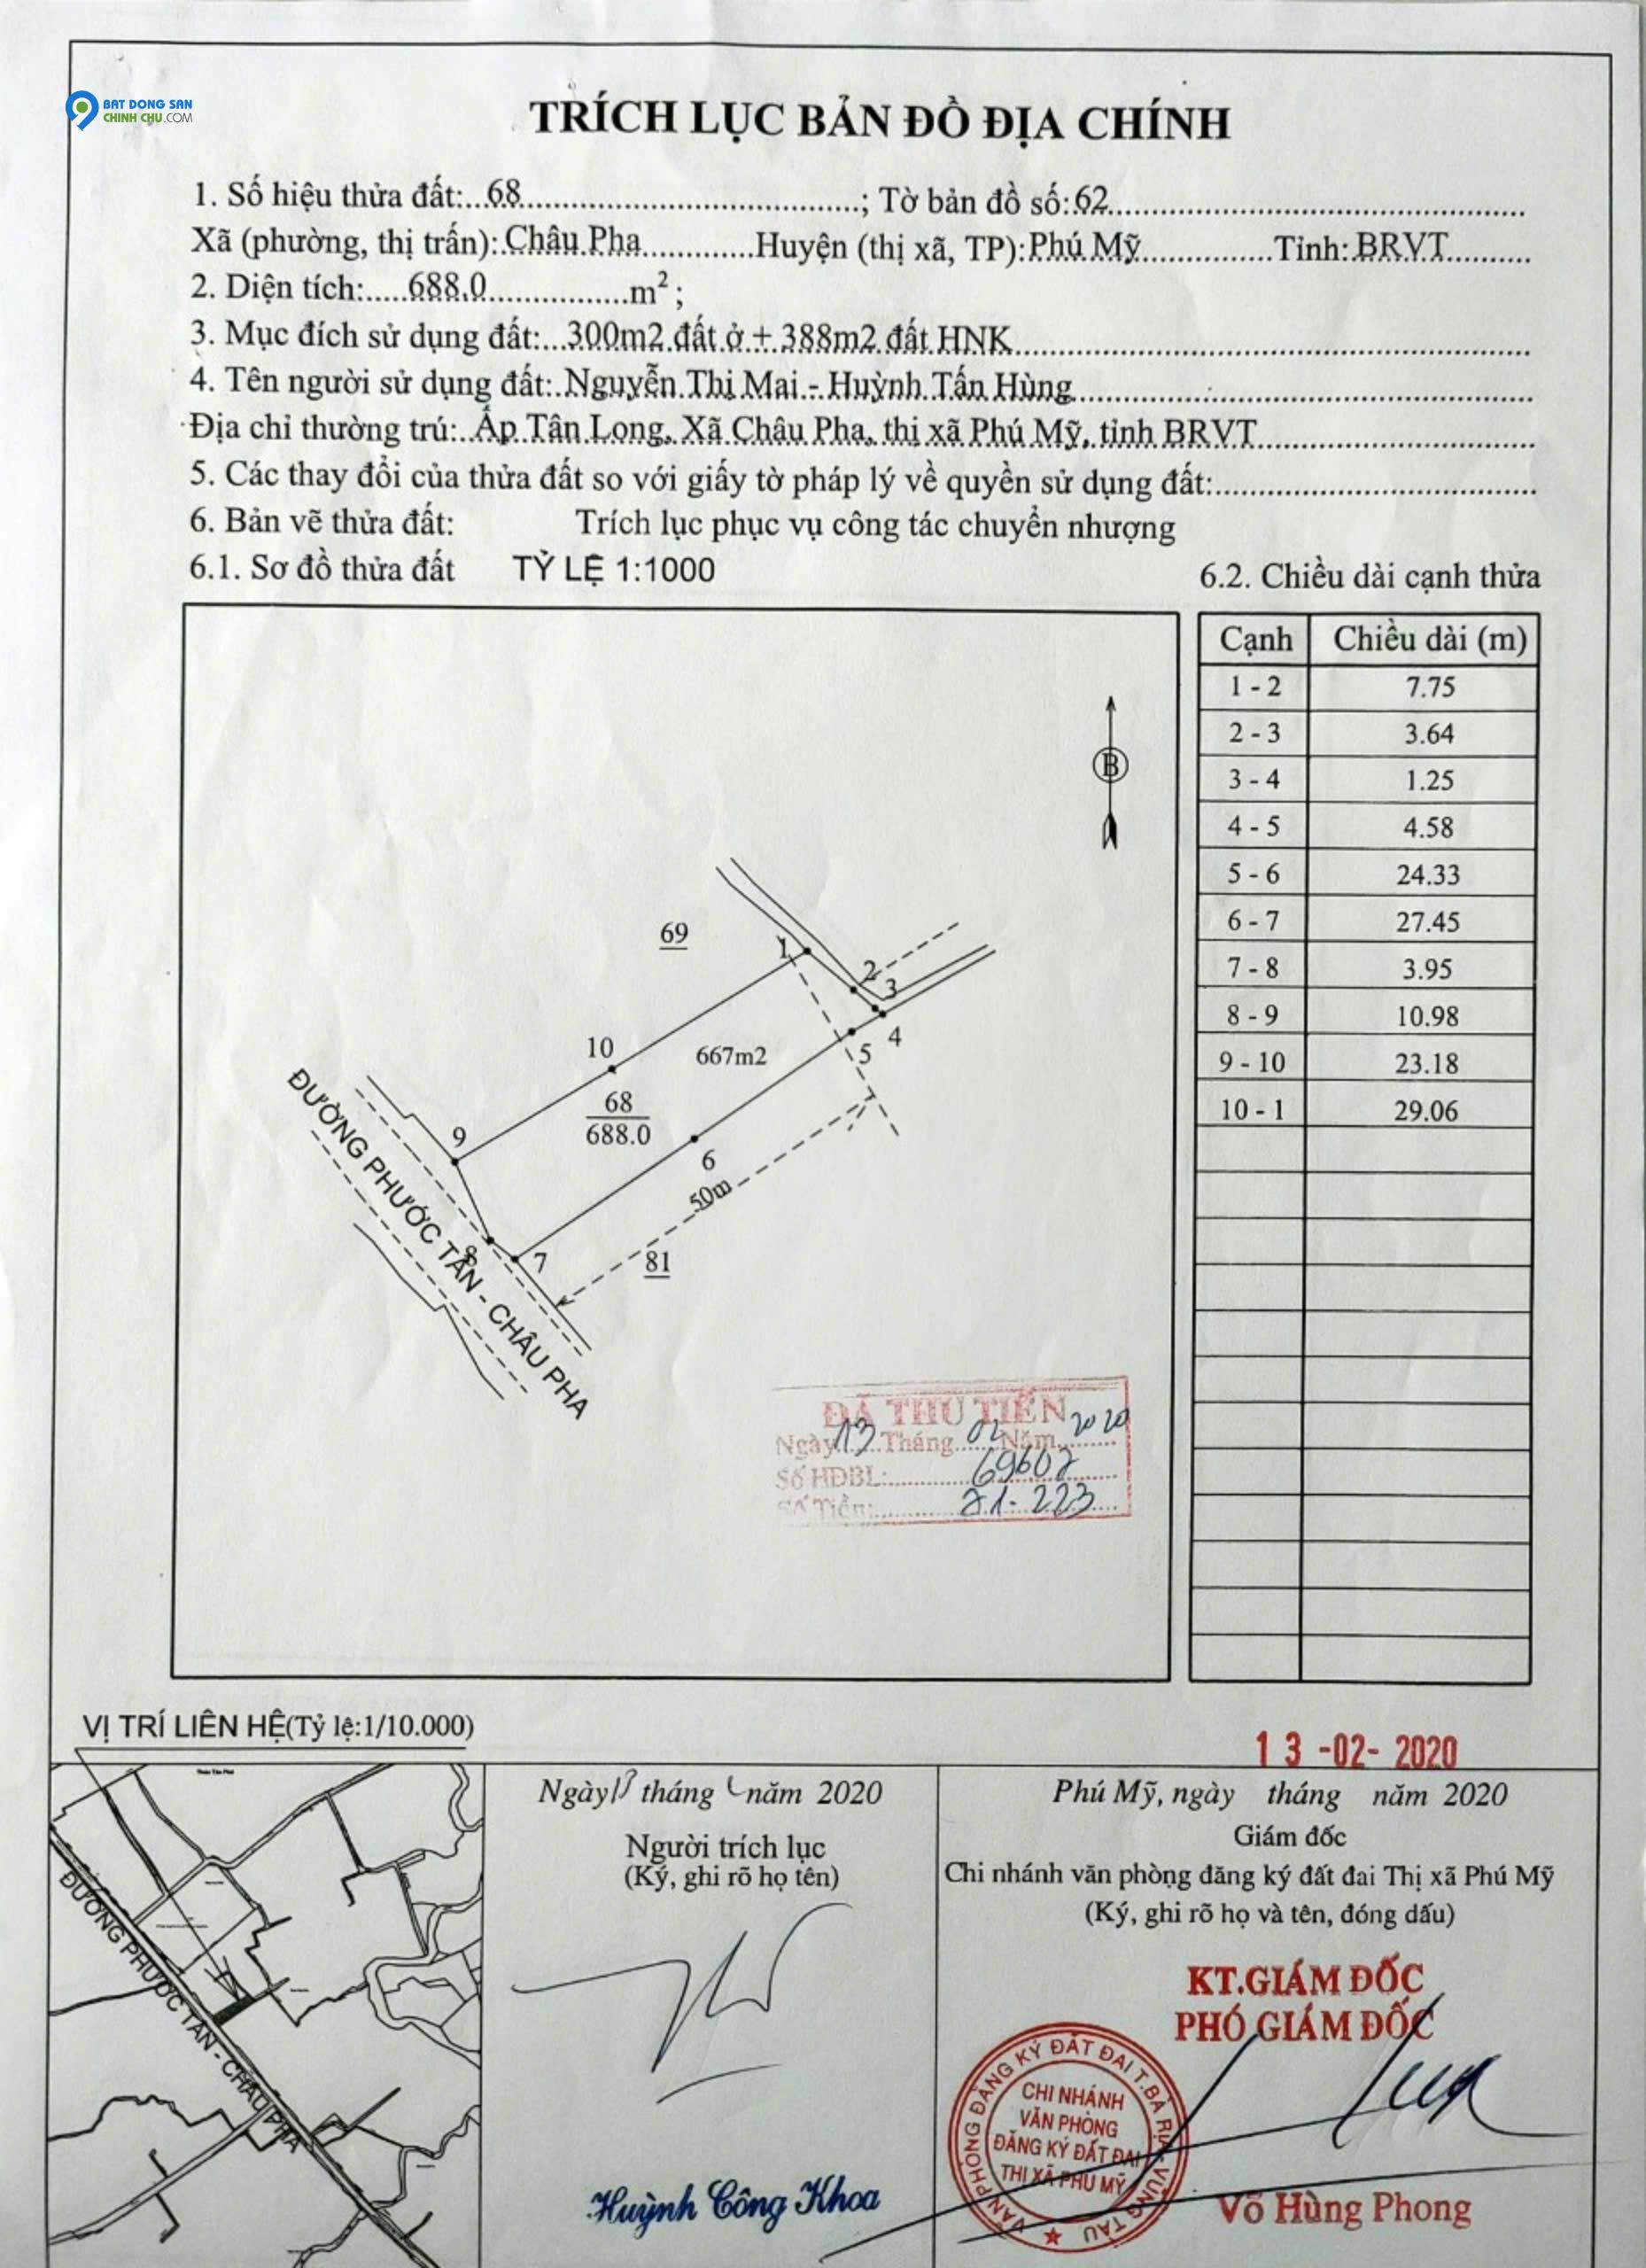 BAT DONG SAN
CHINH CHU.COM
TRÍCH LỤC BẢN ĐỒ ĐỊA CHÍNH
1. Số hiệu thửa đất:...68...; Tờ bản đồ số:62...
Xã (phường, thị trấn):Châu Pha...Huyện (thị xã, TP):Phú Mỹ...Tỉnh:BRVT...
2. Diện tích:...688.0...m²;
3. Mục đích sử dụng đất:...300m2 đất ở + 388m2 đất HNK...
4. Tên người sử dụng đất:..Nguyễn Thị Mai - Huỳnh Tấn Hùng...
Địa chỉ thường trú:..Ấp Tân Long, Xã Châu Pha, thị xã Phú Mỹ, tỉnh BRVT...
5. Các thay đổi của thửa đất so với giấy tờ pháp lý về quyền sử dụng đất:...
6. Bản vẽ thửa đất: Trích lục phục vụ công tác chuyển nhượng
6.1. Sơ đồ thửa đất TỶ LỆ 1:1000
6.2. Chiều dài cạnh thửa
Cạnh Chiều dài (m)
1 - 2 7.75
2 - 3 3.64
3 - 4 1.25
4 - 5 4.58
5 - 6 24.33
6 - 7 27.45
7 - 8 3.95
8 - 9 10.98
9 - 10 23.18
10 - 1 29.06
B
69
1
2
3
4
5
10
667m2
68
688.0
9
6
50m
81
8
7
ĐƯỜNG PHƯỚC TÂN - CHÂU PHA
ĐÃ THU TIỀN
Ngày 13 Tháng 02 Năm 2020
Số HĐBL: 69607
Số Tiền: 21.223
VỊ TRÍ LIÊN HỆ(Tỷ lệ:1/10.000)
13 -02- 2020
ĐƯỜNG PHƯỚC TÂN - CHÂU PHA
Ngày 13 tháng năm 2020
Người trích lục
(Ký, ghi rõ họ tên)
Huỳnh Công Khoa
Phú Mỹ, ngày tháng năm 2020
Giám đốc
Chi nhánh văn phòng đăng ký đất đai Thị xã Phú Mỹ
(Ký, ghi rõ họ và tên, đóng dấu)
KT.GIÁM ĐỐC
PHÓ GIÁM ĐỐC
VĂN PHÒNG ĐĂNG KÝ ĐẤT ĐAI T.BÀ RỊA VŨNG TÀU
CHI NHÁNH
VĂN PHÒNG
ĐĂNG KÝ ĐẤT ĐAI
THỊ XÃ PHÚ MỸ
Võ Hùng Phong